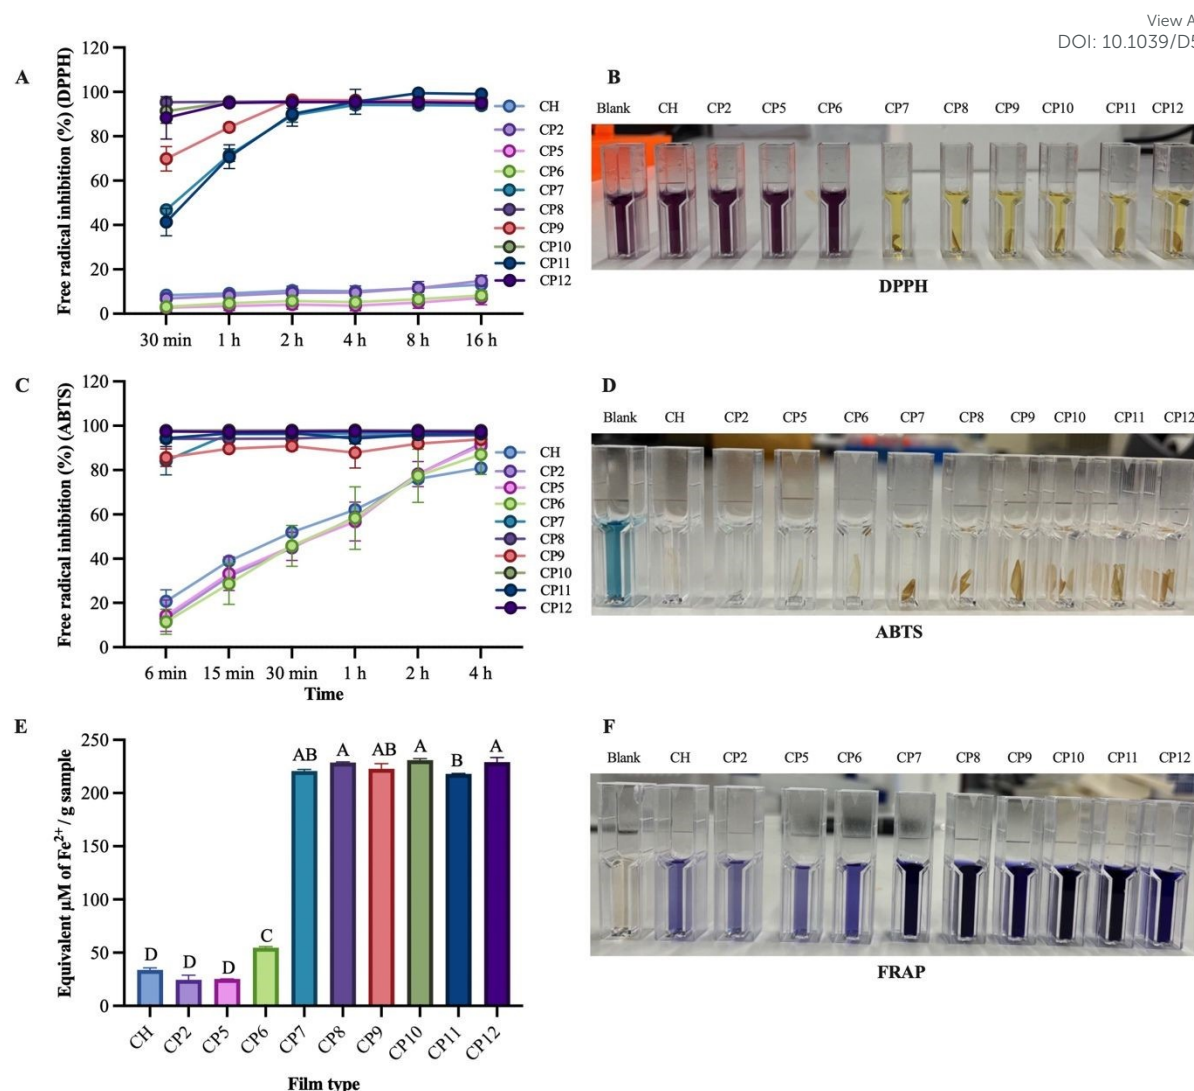 View A
DOI: 10.1039/D5
A
Free radical inhibition (%) (DPPH)
120
100
80
60
40
20
0
30 min 1 h 2 h 4 h 8 h 16 h
CH
CP2
CP5
CP6
CP7
CP8
CP9
CP10
CP11
CP12
B
Blank CH CP2 CP5 CP6 CP7 CP8 CP9 CP10 CP11 CP12
DPPH
C
Free radical inhibition (%) (ABTS)
120
100
80
60
40
20
0
6 min 15 min 30 min 1 h 2 h 4 h
Time
CH
CP2
CP5
CP6
CP7
CP8
CP9
CP10
CP11
CP12
D
Blank CH CP2 CP5 CP6 CP7 CP8 CP9 CP10 CP11 CP12
ABTS
E
Equivalent µM of Fe²⁺ / g sample
250
200
150
100
50
0
D D D C AB A AB A B A
CH CP2 CP5 CP6 CP7 CP8 CP9 CP10 CP11 CP12
Film type
F
Blank CH CP2 CP5 CP6 CP7 CP8 CP9 CP10 CP11 CP12
FRAP